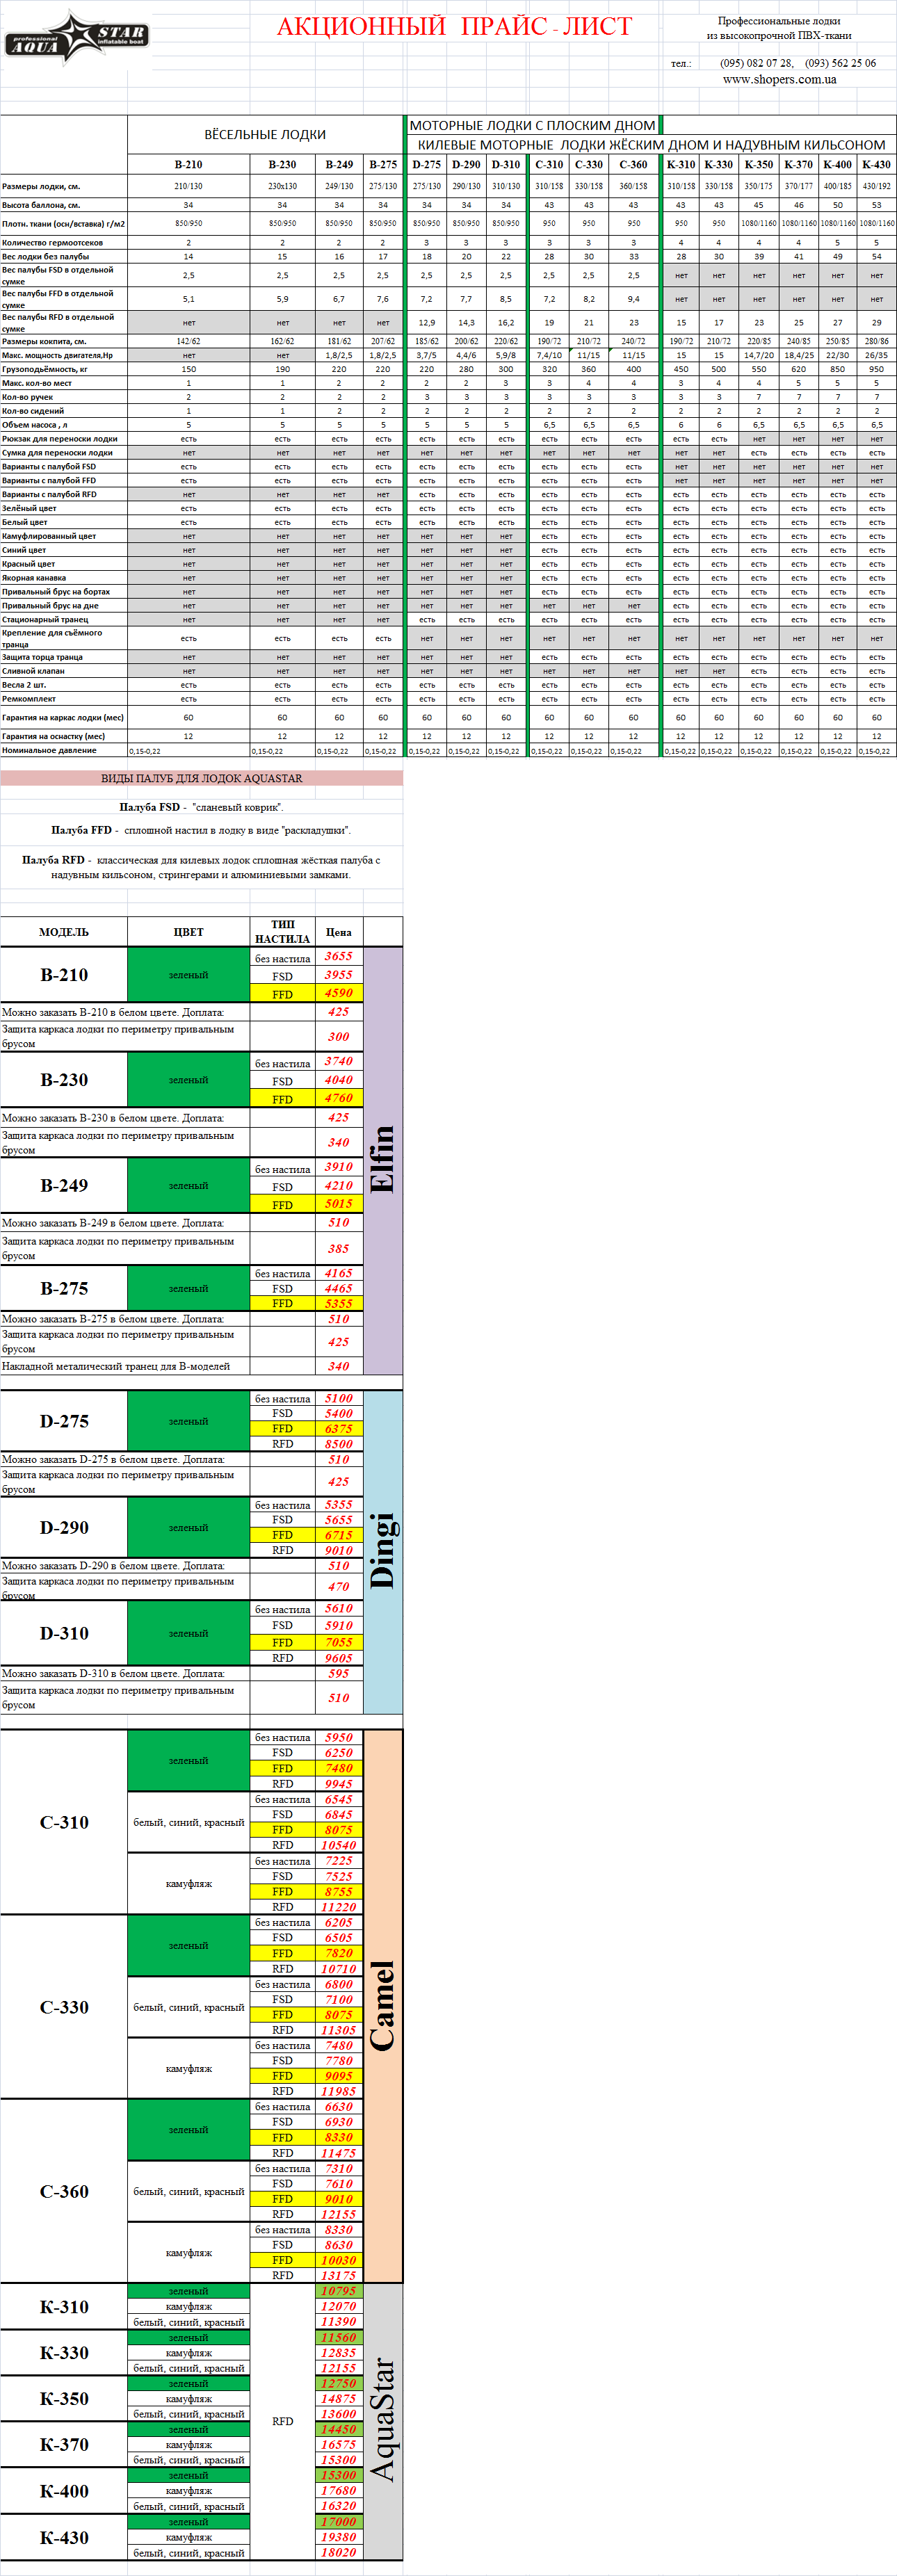 professional
AQUA STAR
inflatable boat
АКЦИОННЫЙ ПРАЙС - ЛИСТ
Профессиональные лодки
из высокопрочной ПВХ-ткани
тел.: (095) 082 07 28, (093) 562 25 06
www.shopers.com.ua
ВЁСЕЛЬНЫЕ ЛОДКИ
МОТОРНЫЕ ЛОДКИ С ПЛОСКИМ ДНОМ
КИЛЕВЫЕ МОТОРНЫЕ ЛОДКИ ЖЁСКИМ ДНОМ И НАДУВНЫМ КИЛЬСОНОМ
В-210 В-230 В-249 В-275 D-275 D-290 D-310 С-310 С-330 С-360 К-310 К-330 К-350 К-370 К-400 К-430
Размеры лодки, см. 210/130 230х130 249/130 275/130 275/130 290/130 310/130 310/158 330/158 360/158 310/158 330/158 350/175 370/177 400/185 430/192
Высота баллона, см. 34 34 34 34 34 34 34 43 43 43 43 43 45 46 50 53
Плотн. ткани (осн/вставка) г/м2 850/950 850/950 850/950 850/950 850/950 850/950 850/950 950 950 950 950 950 1080/1160 1080/1160 1080/1160 1080/1160
Количество гермоотсеков 2 2 2 2 3 3 3 3 3 3 4 4 4 4 5 5
Вес лодки без палубы 14 15 16 17 18 20 22 28 30 33 28 30 39 41 49 54
Вес палубы FSD в отдельной сумке 2,5 2,5 2,5 2,5 2,5 2,5 2,5 2,5 2,5 2,5 нет нет нет нет нет нет
Вес палубы FFD в отдельной сумке 5,1 5,9 6,7 7,6 7,2 7,7 8,5 7,2 8,2 9,4 нет нет нет нет нет нет
Вес палубы RFD в отдельной сумке нет нет нет нет 12,9 14,3 16,2 19 21 23 15 17 23 25 27 29
Размеры кокпита, см. 142/62 162/62 181/62 207/62 185/62 200/62 220/62 190/72 210/72 240/72 190/72 210/72 220/85 240/85 250/85 280/86
Макс. мощность двигателя,Нр нет нет 1,8/2,5 1,8/2,5 3,7/5 4,4/6 5,9/8 7,4/10 11/15 11/15 15 15 14,7/20 18,4/25 22/30 26/35
Грузоподъёмность, кг 150 190 220 220 220 280 300 320 360 400 450 500 550 620 850 950
Макс. кол-во мест 1 1 2 2 2 2 3 3 4 4 3 4 4 5 5 5
Кол-во ручек 2 2 2 2 3 3 3 3 3 3 3 3 7 7 7 7
Кол-во сидений 1 1 2 2 2 2 2 2 2 2 2 2 2 2 2 2
Объем насоса , л 5 5 5 5 5 5 5 6,5 6,5 6,5 6 6 6,5 6,5 6,5 6,5
Рюкзак для переноски лодки есть есть есть есть есть есть есть есть есть есть есть есть нет нет нет нет
Сумка для переноски лодки нет нет нет нет нет нет нет нет нет нет нет нет есть есть есть есть
Варианты с палубой FSD есть есть есть есть есть есть есть есть есть есть нет нет нет нет нет нет
Варианты с палубой FFD есть есть есть есть есть есть есть есть есть есть нет нет нет нет нет нет
Варианты с палубой RFD нет нет нет нет есть есть есть есть есть есть есть есть есть есть есть есть
Зелёный цвет есть есть есть есть есть есть есть есть есть есть есть есть есть есть есть есть
Белый цвет есть есть есть есть есть есть есть есть есть есть есть есть есть есть есть есть
Камуфлированный цвет нет нет нет нет нет нет нет есть есть есть есть есть есть есть есть есть
Синий цвет нет нет нет нет нет нет нет есть есть есть есть есть есть есть есть есть
Красный цвет нет нет нет нет нет нет нет есть есть есть есть есть есть есть есть есть
Якорная канавка нет нет нет нет нет нет нет есть есть есть есть есть есть есть есть есть
Привальный брус на бортах нет нет нет нет нет нет нет есть есть есть есть есть есть есть есть есть
Привальный брус на дне нет нет нет нет нет нет нет нет нет нет есть есть есть есть есть есть
Стационарный транец нет нет нет нет есть есть есть есть есть есть есть есть есть есть есть есть
Крепление для съёмного транца есть есть есть есть нет нет нет нет нет нет нет нет нет нет нет нет
Защита торца транца нет нет нет нет нет нет нет есть есть есть есть есть есть есть есть есть
Сливной клапан нет нет нет нет нет нет нет нет нет нет нет нет есть есть есть есть
Весла 2 шт. есть есть есть есть есть есть есть есть есть есть есть есть есть есть есть есть
Ремкомплект есть есть есть есть есть есть есть есть есть есть есть есть есть есть есть есть
Гарантия на каркас лодки (мес) 60 60 60 60 60 60 60 60 60 60 60 60 60 60 60 60
Гарантия на оснастку (мес) 12 12 12 12 12 12 12 12 12 12 12 12 12 12 12 12
Номинальное давление 0,15-0,22 0,15-0,22 0,15-0,22 0,15-0,22 0,15-0,22 0,15-0,22 0,15-0,22 0,15-0,22 0,15-0,22 0,15-0,22 0,15-0,22 0,15-0,22 0,15-0,22 0,15-0,22 0,15-0,22 0,15-0,22
ВИДЫ ПАЛУБ ДЛЯ ЛОДОК AQUASTAR
Палуба FSD - "сланевый коврик".
Палуба FFD - сплошной настил в лодку в виде "раскладушки".
Палуба RFD - классическая для килевых лодок сплошная жёсткая палуба с
надувным кильсоном, стрингерами и алюминиевыми замками.
МОДЕЛЬ ЦВЕТ ТИП НАСТИЛА Цена
Elfin
В-210 зеленый без настила 3655
FSD 3955
FFD 4590
Можно заказать В-210 в белом цвете. Доплата: 425
Защита каркаса лодки по периметру привальным
брусом 300
В-230 зеленый без настила 3740
FSD 4040
FFD 4760
Можно заказать В-230 в белом цвете. Доплата: 425
Защита каркаса лодки по периметру привальным
брусом 340
В-249 зеленый без настила 3910
FSD 4210
FFD 5015
Можно заказать В-249 в белом цвете. Доплата: 510
Защита каркаса лодки по периметру привальным
брусом 385
В-275 зеленый без настила 4165
FSD 4465
FFD 5355
Можно заказать В-275 в белом цвете. Доплата: 510
Защита каркаса лодки по периметру привальным
брусом 425
Накладной металический транец для В-моделей 340
Dingi
D-275 зеленый без настила 5100
FSD 5400
FFD 6375
RFD 8500
Можно заказать D-275 в белом цвете. Доплата: 510
Защита каркаса лодки по периметру привальным
брусом 425
D-290 зеленый без настила 5355
FSD 5655
FFD 6715
RFD 9010
Можно заказать D-290 в белом цвете. Доплата: 510
Защита каркаса лодки по периметру привальным
брусом 470
D-310 зеленый без настила 5610
FSD 5910
FFD 7055
RFD 9605
Можно заказать D-310 в белом цвете. Доплата: 595
Защита каркаса лодки по периметру привальным
брусом 510
Camel
С-310 зеленый без настила 5950
FSD 6250
FFD 7480
RFD 9945
белый, синий, красный без настила 6545
FSD 6845
FFD 8075
RFD 10540
камуфляж без настила 7225
FSD 7525
FFD 8755
RFD 11220
С-330 зеленый без настила 6205
FSD 6505
FFD 7820
RFD 10710
белый, синий, красный без настила 6800
FSD 7100
FFD 8075
RFD 11305
камуфляж без настила 7480
FSD 7780
FFD 9095
RFD 11985
С-360 зеленый без настила 6630
FSD 6930
FFD 8330
RFD 11475
белый, синий, красный без настила 7310
FSD 7610
FFD 9010
RFD 12155
камуфляж без настила 8330
FSD 8630
FFD 10030
RFD 13175
AquaStar
RFD
К-310 зеленый 10795
камуфляж 12070
белый, синий, красный 11390
К-330 зеленый 11560
камуфляж 12835
белый, синий, красный 12155
К-350 зеленый 12750
камуфляж 14875
белый, синий, красный 13600
К-370 зеленый 14450
камуфляж 16575
белый, синий, красный 15300
К-400 зеленый 15300
камуфляж 17680
белый, синий, красный 16320
К-430 зеленый 17000
камуфляж 19380
белый, синий, красный 18020